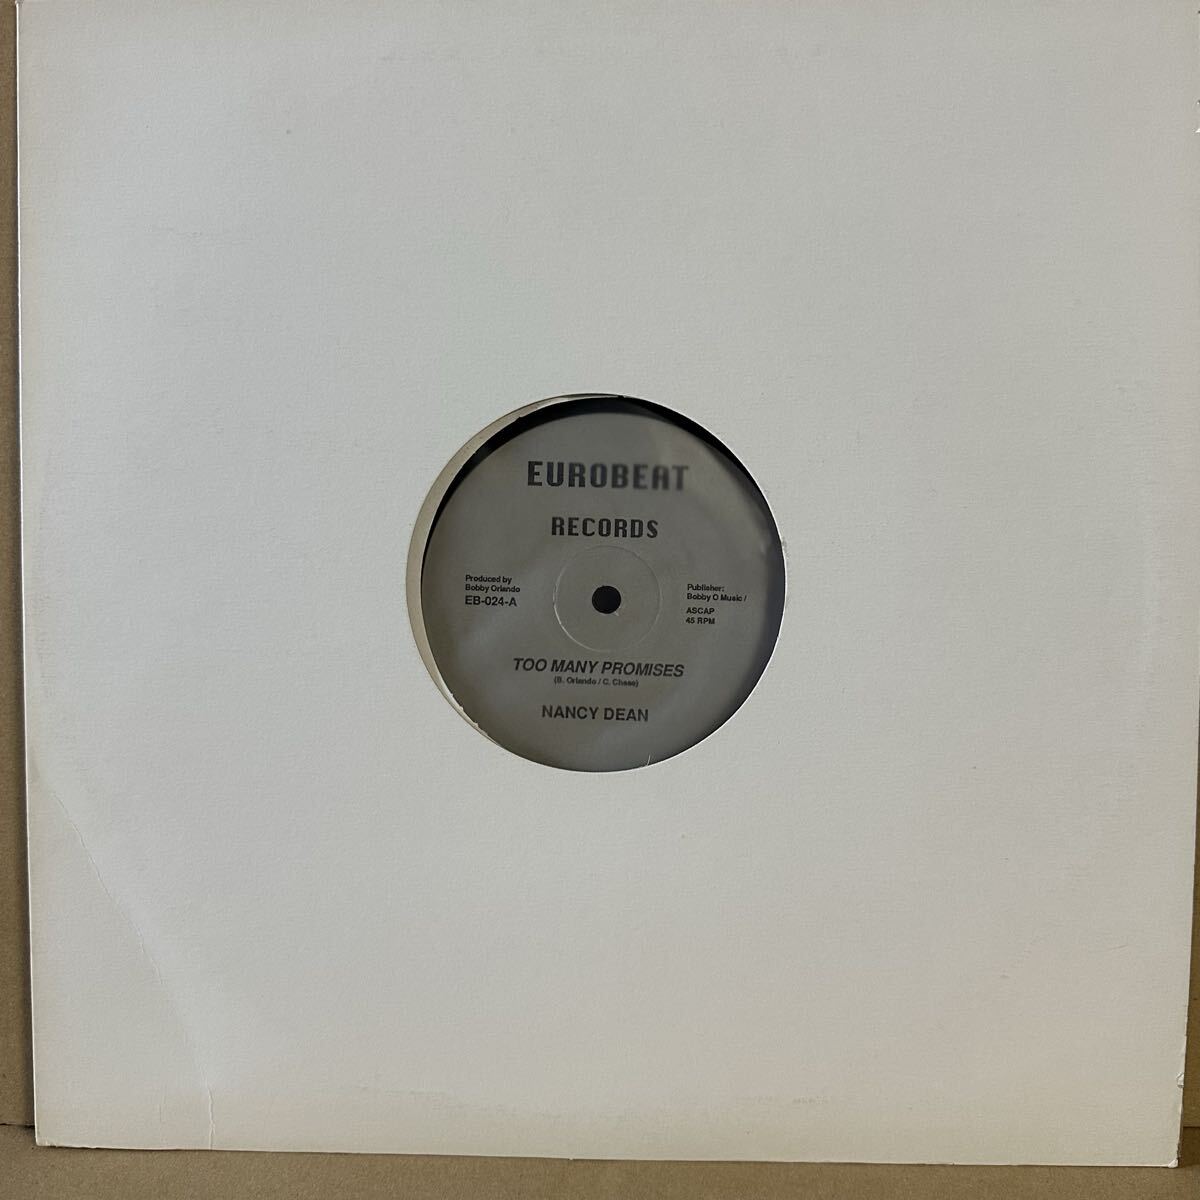 EUROBEAT
RECORDS
Produced by
Bobby Orlando
EB-024-A
Publisher:
Bobby O Music /
ASCAP
45 RPM
TOO MANY PROMISES
(B. Orlando / C. Chase)
NANCY DEAN